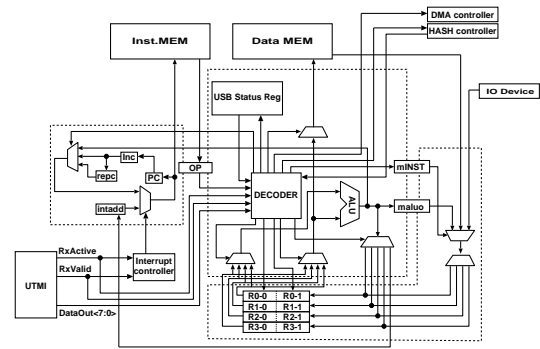 DMA controller
HASH controller
Inst.MEM
Data MEM
IO Device
USB Status Reg
Inc
repc
PC
OP
intadd
DECODER
ALU
mINST
maluo
RxActive
RxValid
UTMI
Interrupt
controller
DataOut<7:0>
R0-0 R0-1
R1-0 R1-1
R2-0 R2-1
R3-0 R3-1